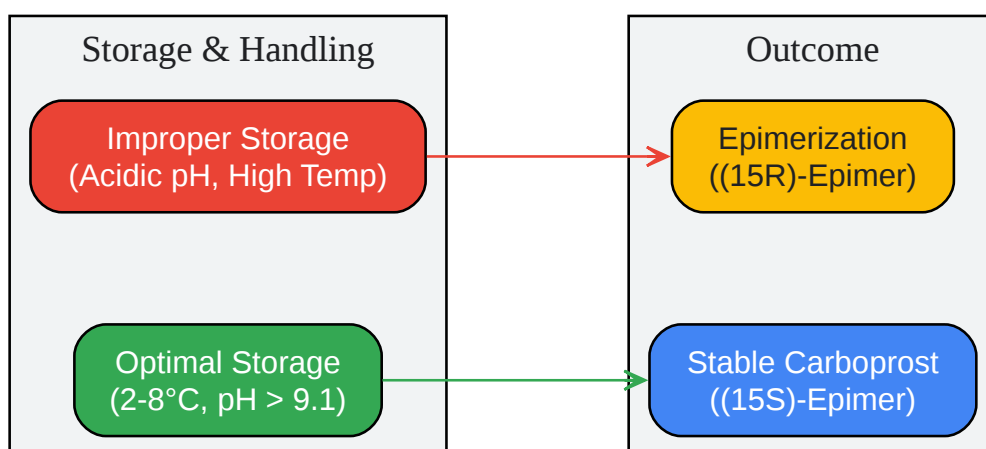 Storage & Handling
Outcome
Improper Storage
(Acidic pH, High Temp)
Epimerization
((15R)-Epimer)
Optimal Storage
(2-8°C, pH > 9.1)
Stable Carboprost
((15S)-Epimer)